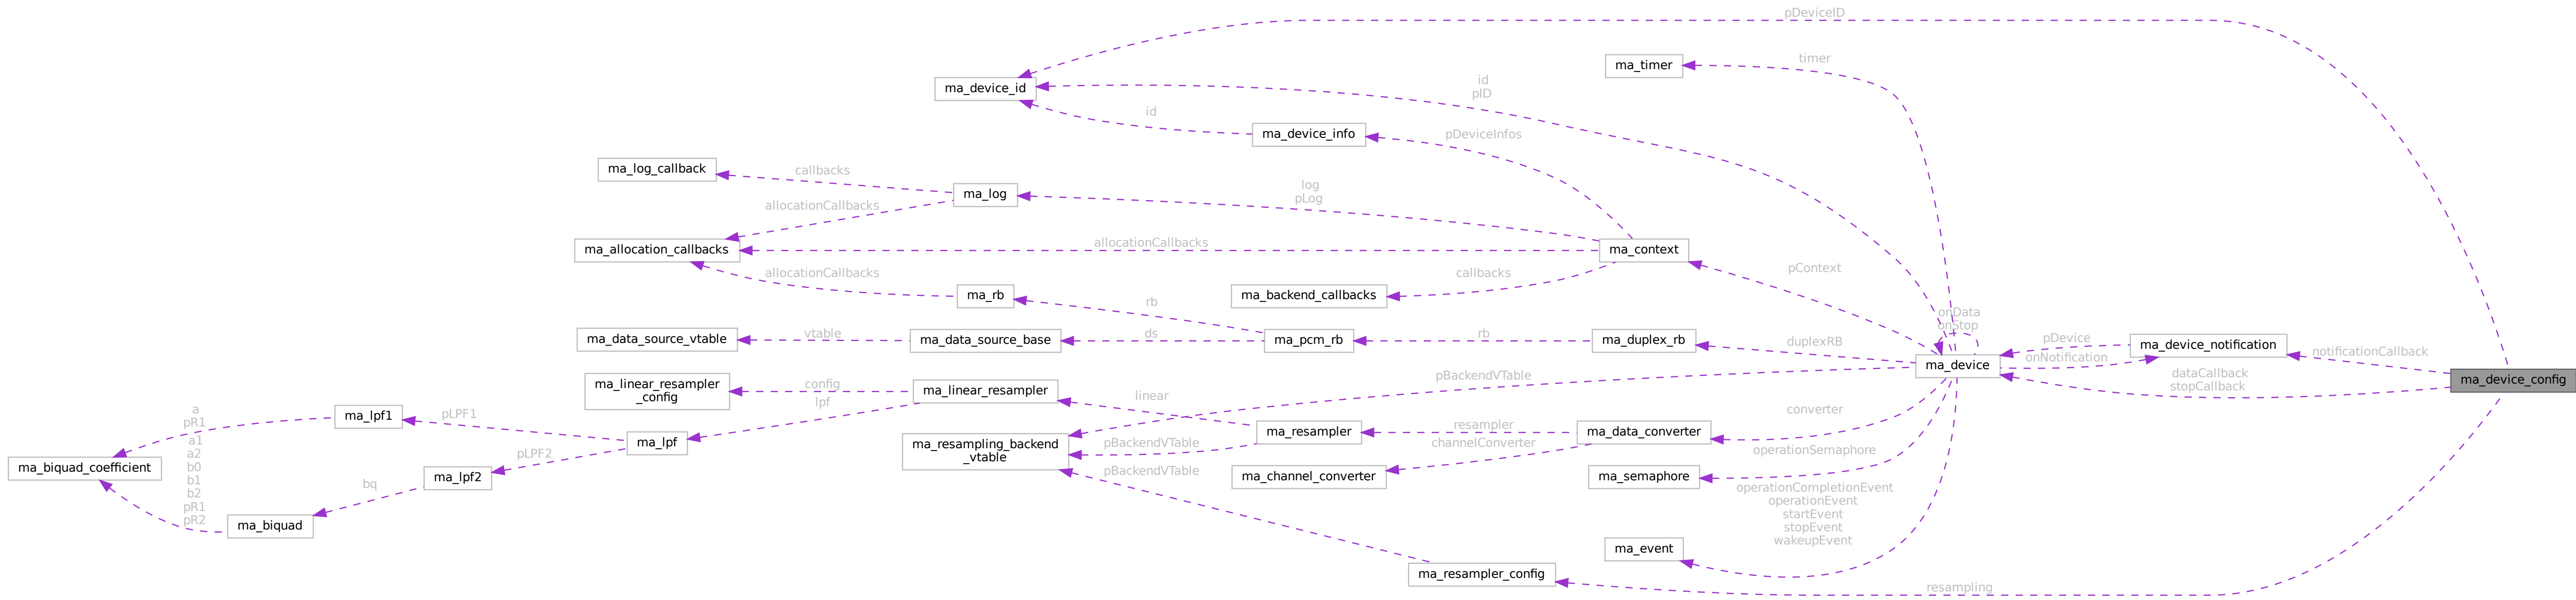 pDeviceID
timer
ma_timer
id
pID
ma_device_id
id
ma_device_info
pDeviceInfos
ma_log_callback
callbacks
ma_log
log
pLog
allocationCallbacks
ma_allocation_callbacks
allocationCallbacks
ma_context
pContext
allocationCallbacks
callbacks
ma_backend_callbacks
ma_rb
rb
onData
onStop
ma_data_source_vtable
vtable
ma_data_source_base
ds
ma_pcm_rb
rb
ma_duplex_rb
duplexRB
ma_device
pDevice
onNotification
ma_device_notification
notificationCallback
dataCallback
stopCallback
ma_device_config
pBackendVTable
ma_linear_resampler
_config
config
ma_linear_resampler
lpf
linear
a
pR1
ma_lpf1
pLPF1
converter
ma_biquad_coefficient
a1
a2
b0
b1
b2
pR1
pR2
ma_lpf
ma_resampling_backend
_vtable
pBackendVTable
ma_resampler
resampler
channelConverter
ma_data_converter
operationSemaphore
pLPF2
ma_lpf2
bq
ma_biquad
pBackendVTable
ma_channel_converter
ma_semaphore
operationCompletionEvent
operationEvent
startEvent
stopEvent
wakeupEvent
ma_event
ma_resampler_config
resampling